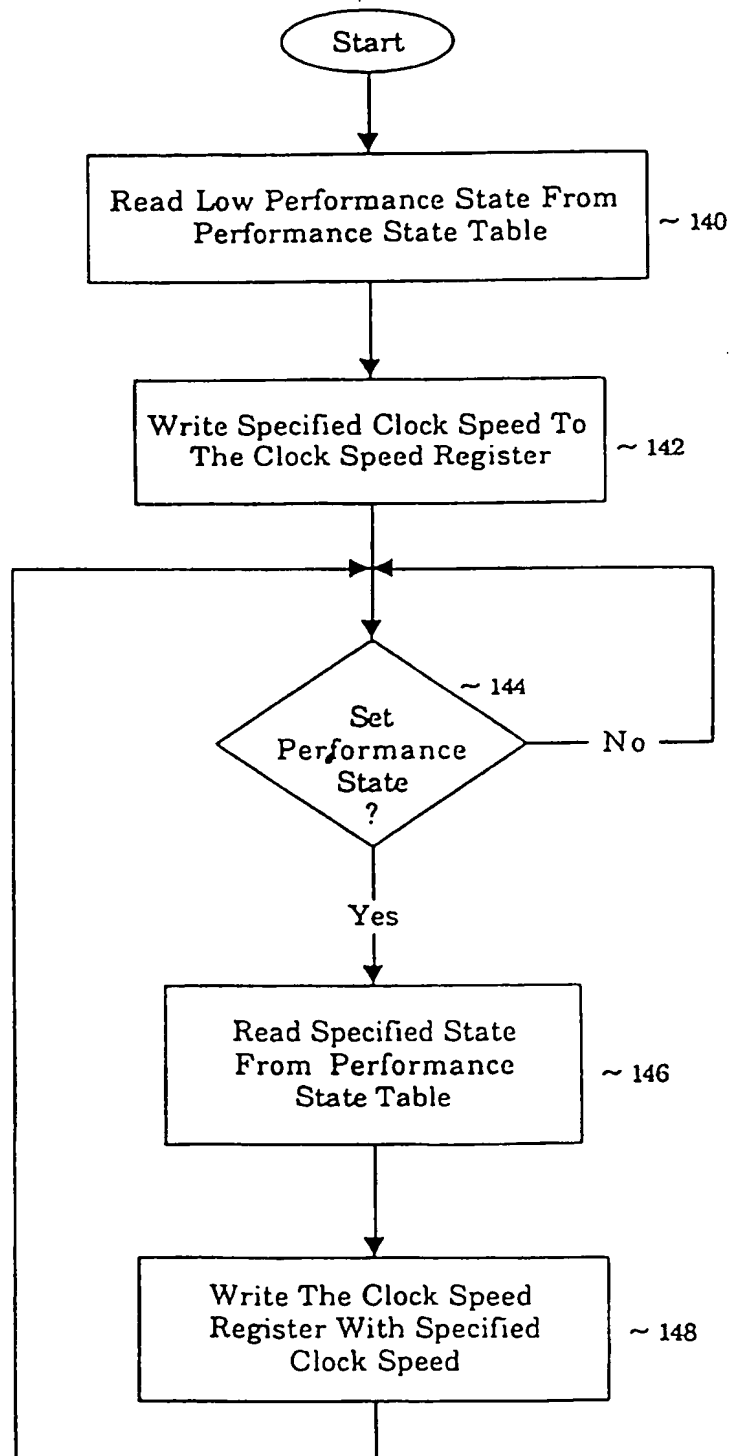 Start
Read Low Performance State From
Performance State Table
~ 140
Write Specified Clock Speed To
The Clock Speed Register
~ 142
~ 144
Set
Performance
State
?
No
Yes
Read Specified State
From Performance
State Table
~ 146
Write The Clock Speed
Register With Specified
Clock Speed
~ 148